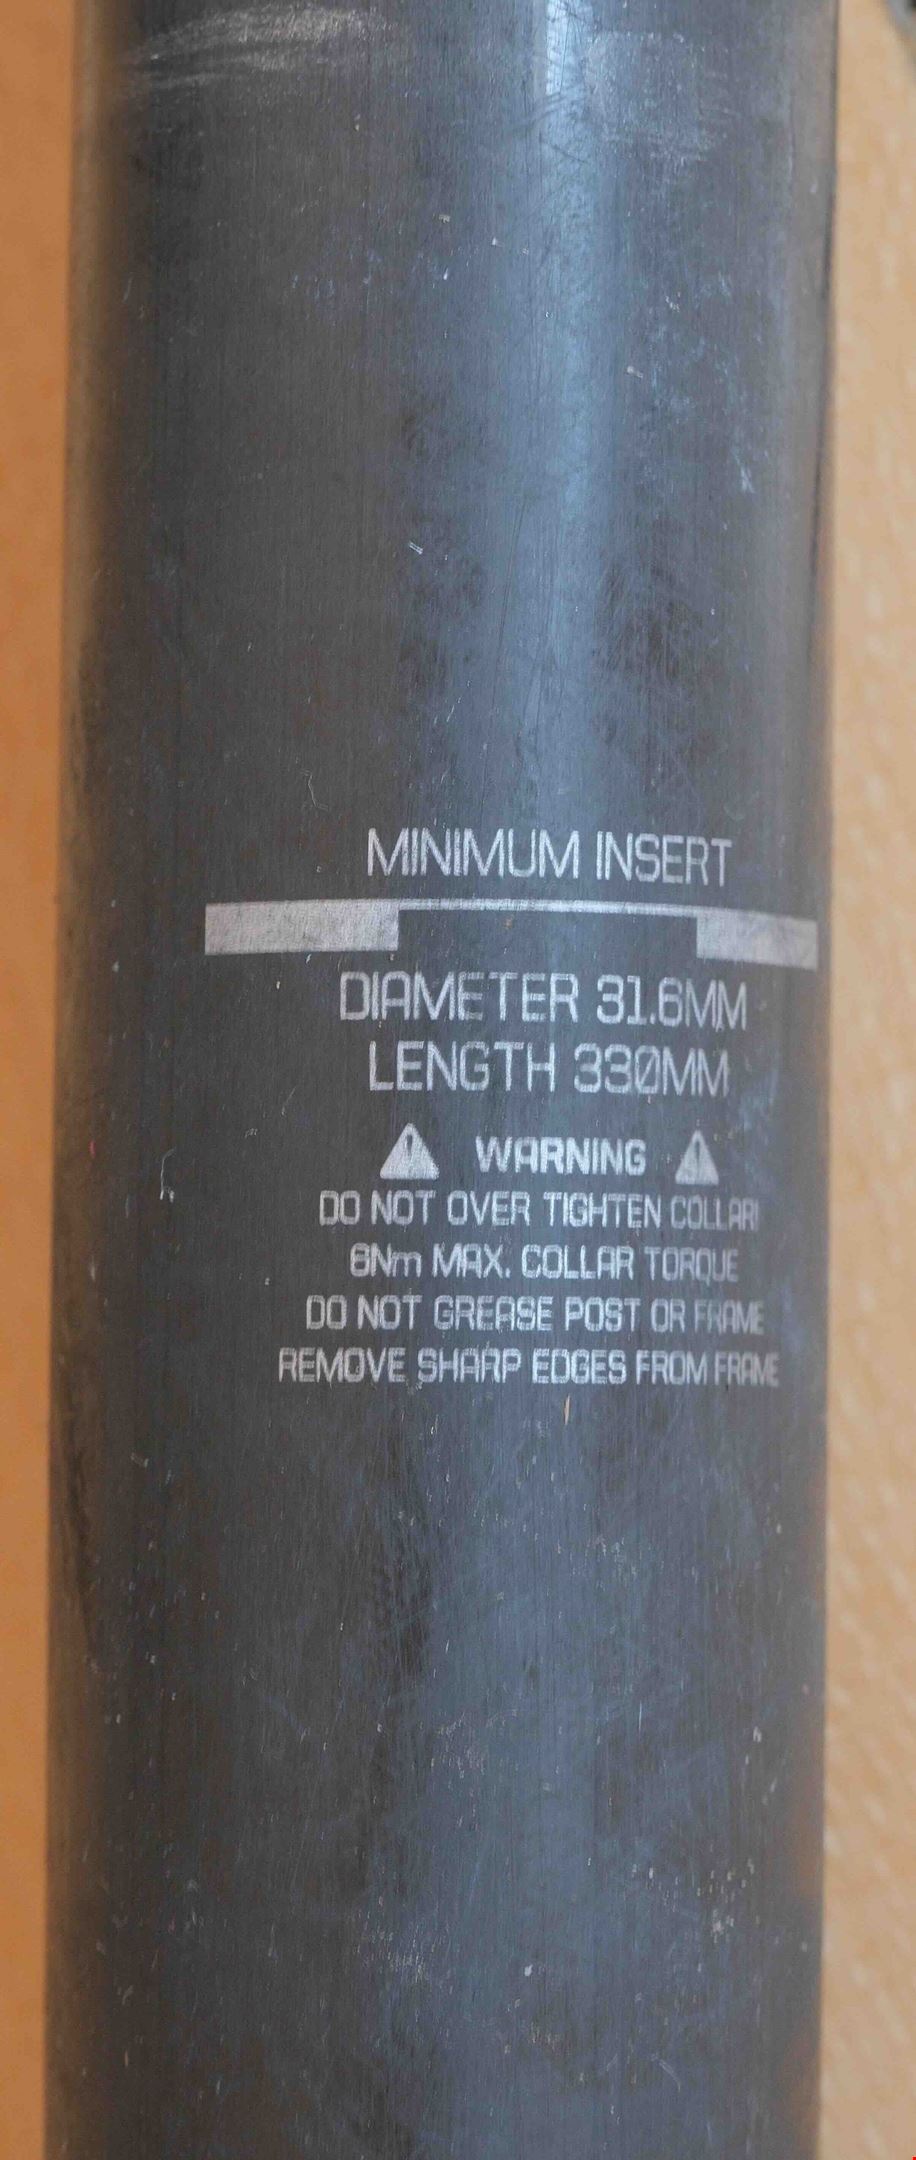 MINIMUM INSERT
DIAMETER 31.6MM
LENGTH 330MM
WARNING
DO NOT OVER TIGHTEN COLLAR!
8Nm MAX. COLLAR TORQUE
DO NOT GREASE POST OR FRAME
REMOVE SHARP EDGES FROM FRAME